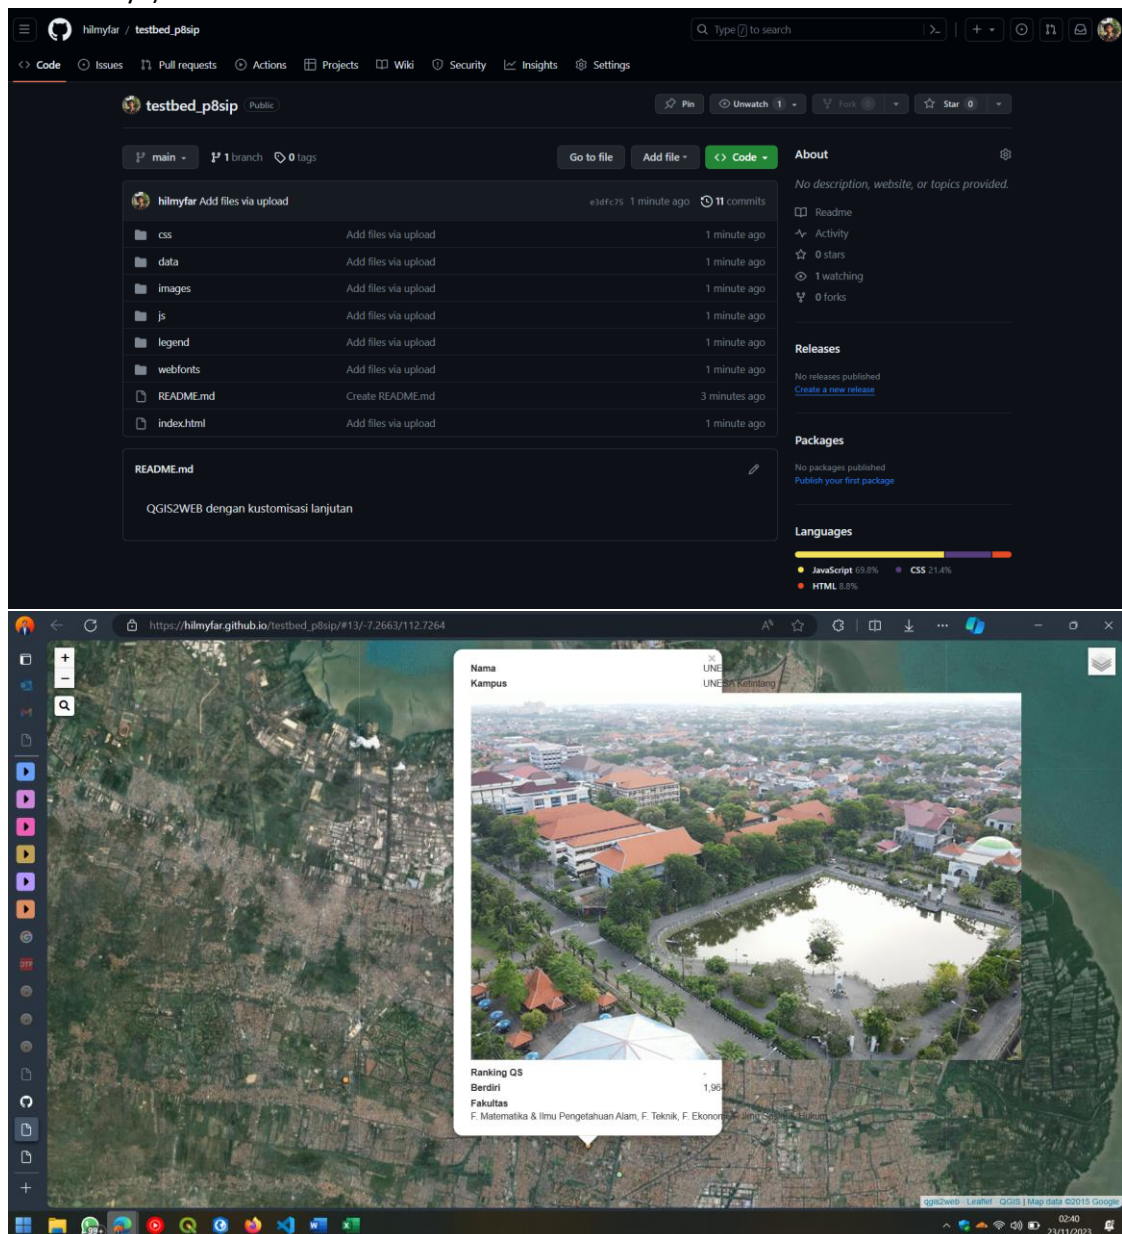 hilmyfar / testbed_p8sip
Type / to search
Code Issues Pull requests Actions Projects Wiki Security Insights Settings
testbed_p8sip Public
Pin Unwatch 1 Fork 0 Star 0
main 1 branch 0 tags Go to file Add file Code
About
No description, website, or topics provided.
Readme
Activity
0 stars
1 watching
0 forks
hilmyfar Add files via upload e3dfc75 1 minute ago 11 commits
css Add files via upload 1 minute ago
data Add files via upload 1 minute ago
images Add files via upload 1 minute ago
js Add files via upload 1 minute ago
legend Add files via upload 1 minute ago
webfonts Add files via upload 1 minute ago
README.md Create README.md 3 minutes ago
index.html Add files via upload 1 minute ago
Releases
No releases published
Create a new release
README.md
QGIS2WEB dengan kustomisasi lanjutan
Packages
No packages published
Publish your first package
Languages
JavaScript 69.8% CSS 21.4%
HTML 8.8%
https://hilmyfar.github.io/testbed_p8sip/#13/-7.2663/112.7264
+
−
Nama
Kampus UNESA Ketintang
Ranking QS -
Berdiri 1,964
Fakultas
F. Matematika & Ilmu Pengetahuan Alam, F. Teknik, F. Ekonomi
qgis2web · Leaflet · QGIS | Map data ©2015 Google
99+
02:40
23/11/2023